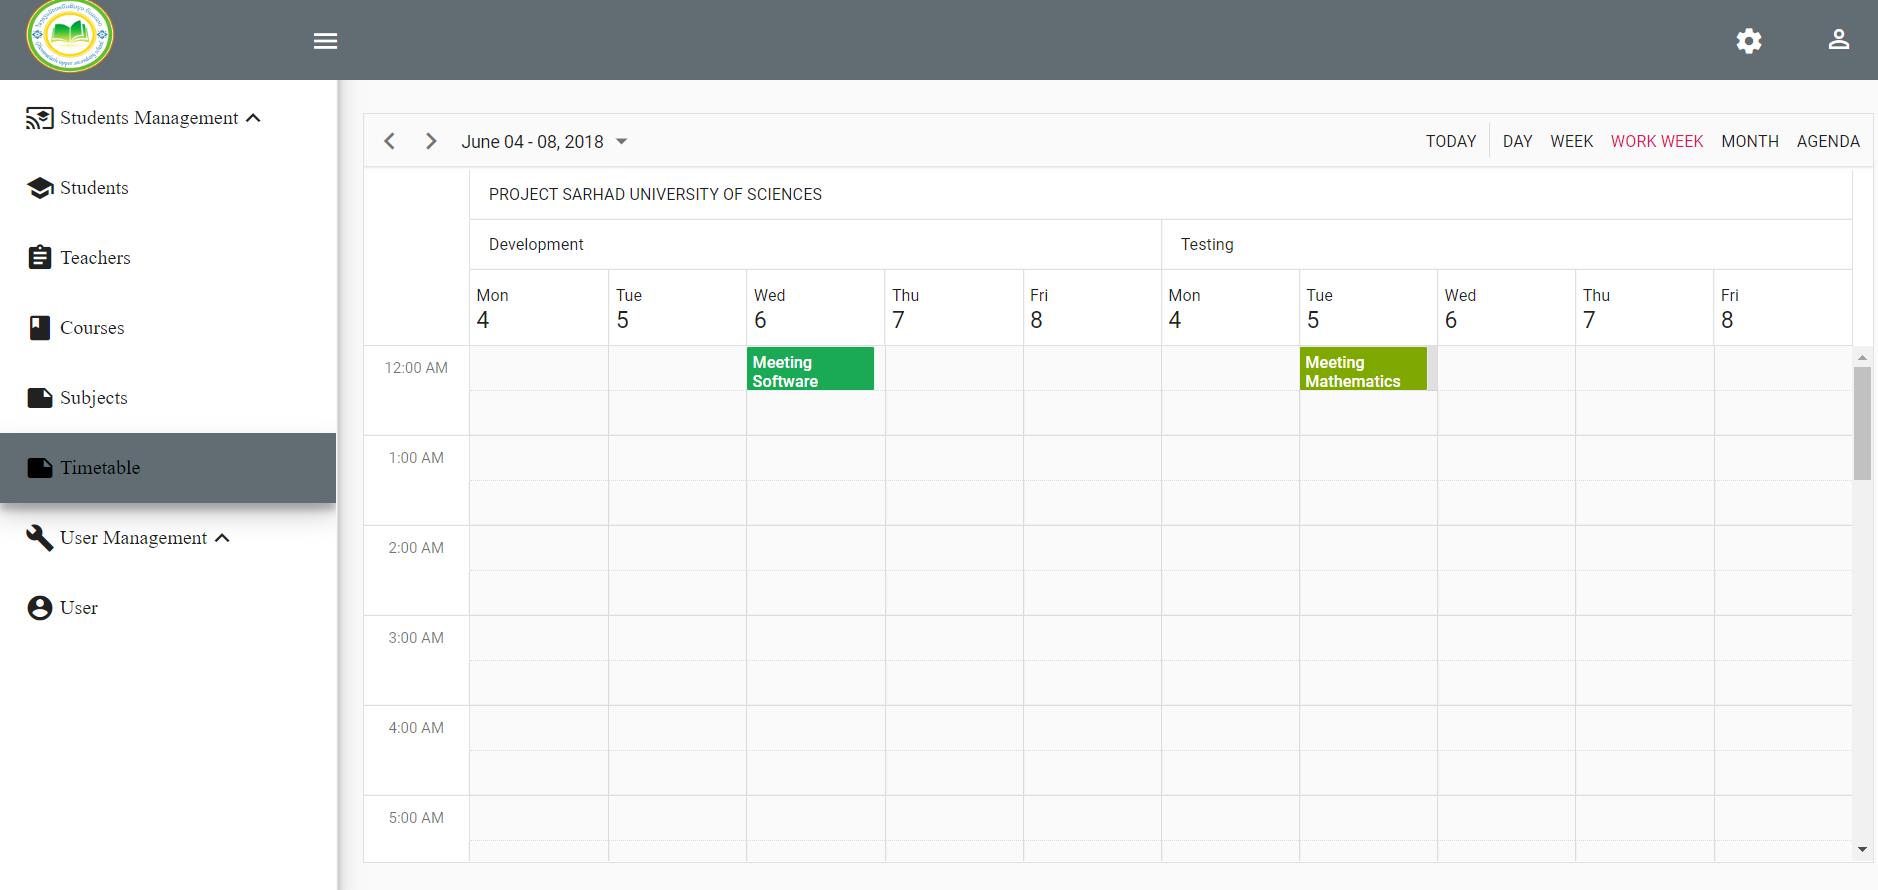 Students Management
Students
Teachers
Courses
Subjects
Timetable
User Management
User
June 04 - 08, 2018
TODAY DAY WEEK WORK WEEK MONTH AGENDA
PROJECT SARHAD UNIVERSITY OF SCIENCES
Development Testing
Mon Tue Wed Thu Fri Mon Tue Wed Thu Fri
4 5 6 7 8 4 5 6 7 8
12:00 AM
Meeting
Software
Meeting
Mathematics
1:00 AM
2:00 AM
3:00 AM
4:00 AM
5:00 AM